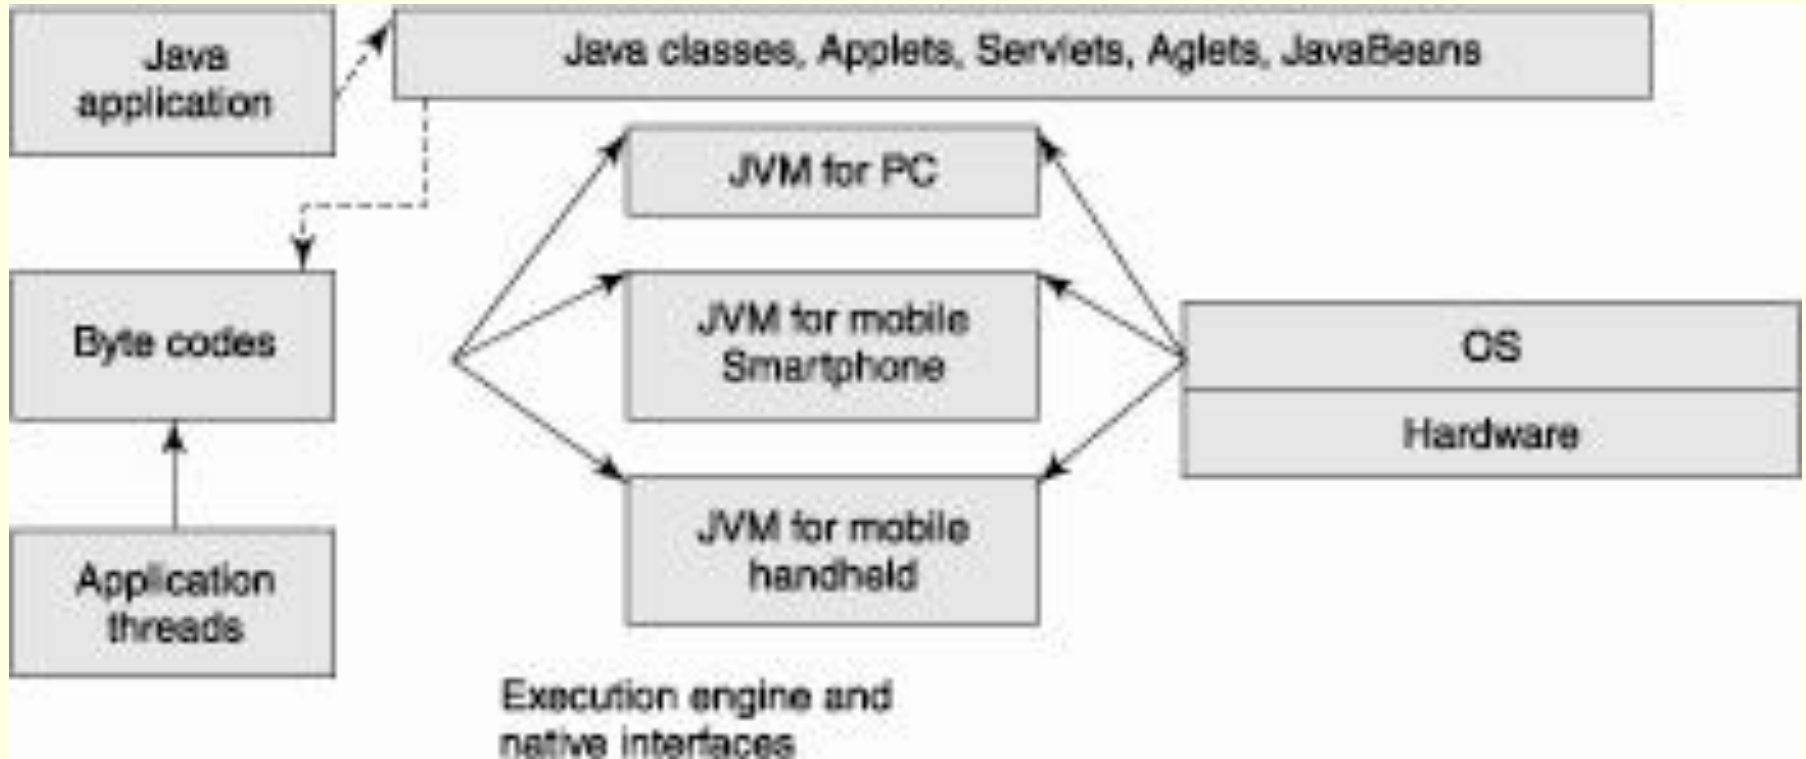 Java
application
Java classes, Applets, Servlets, Aglets, JavaBeans
JVM for PC
Byte codes
JVM for mobile
Smartphone
OS
Hardware
Application
threads
JVM for mobile
handheld
Execution engine and
native interfaces